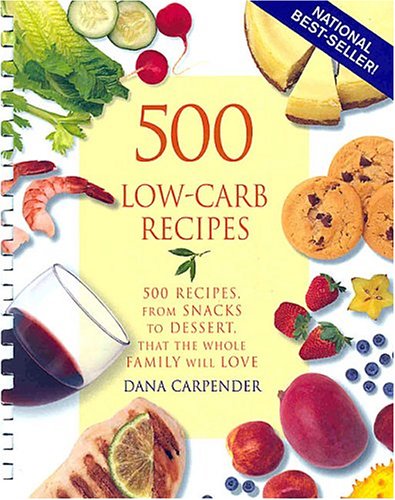 NATIONAL
BEST-SELLER!
500
LOW-CARB
RECIPES
500 RECIPES,
FROM SNACKS
TO DESSERT,
THAT THE WHOLE
FAMILY WILL LOVE
DANA CARPENDER